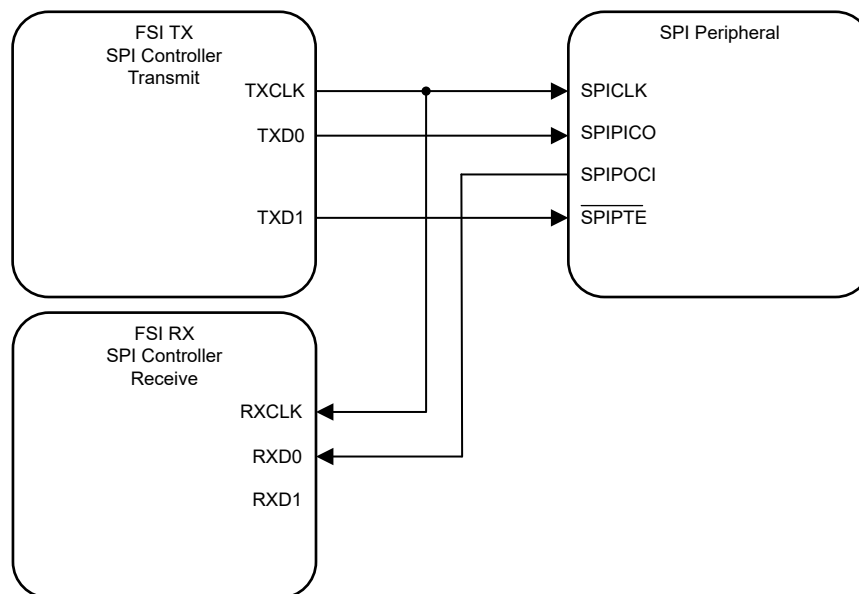 FSI TX
SPI Controller
Transmit
TXCLK
TXD0
TXD1
SPI Peripheral
SPICLK
SPIPICO
SPIPOCI
SPIPTE
FSI RX
SPI Controller
Receive
RXCLK
RXD0
RXD1